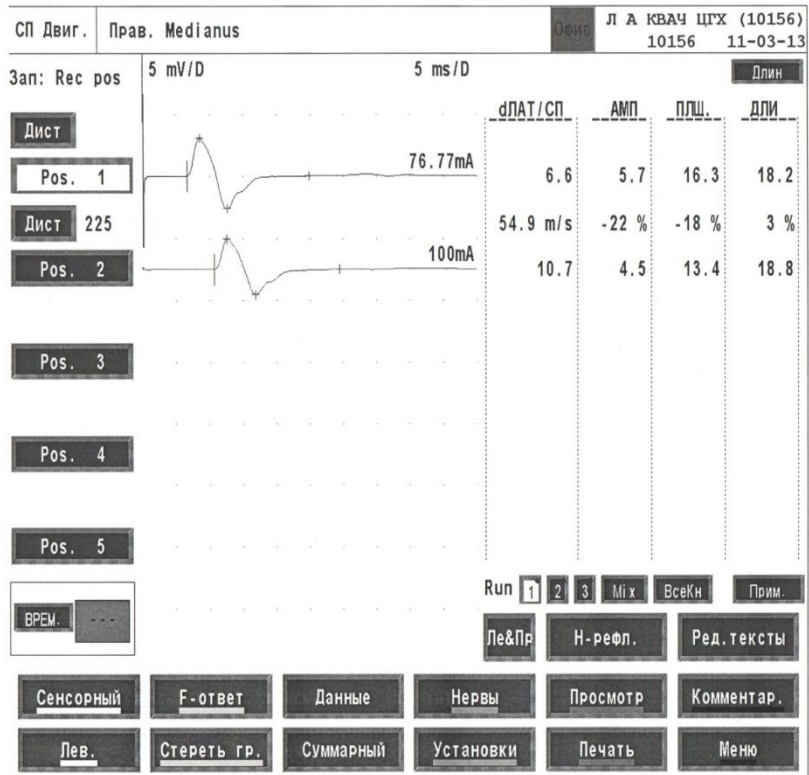 СП Двиг. Прав. Medianus Офис Л А КВАЧ ЦГХ (10156)
10156 11-03-13
Зап: Rec pos 5 mV/D 5 ms/D Длин
dЛАТ/СП АМП ПЛЩ. ДЛИ
Дист
Pos. 1 76.77mA 6.6 5.7 16.3 18.2
Дист 225 54.9 m/s -22 % -18 % 3 %
Pos. 2 100mA 10.7 4.5 13.4 18.8
Pos. 3
Pos. 4
Pos. 5
Run 1 2 3 Mix ВсеКн Прим.
ВРЕМ. ---
Ле&Пр Н-рефл. Ред.тексты
Сенсорный F-ответ Данные Нервы Просмотр Комментар.
Лев. Стереть гр. Суммарный Установки Печать Меню